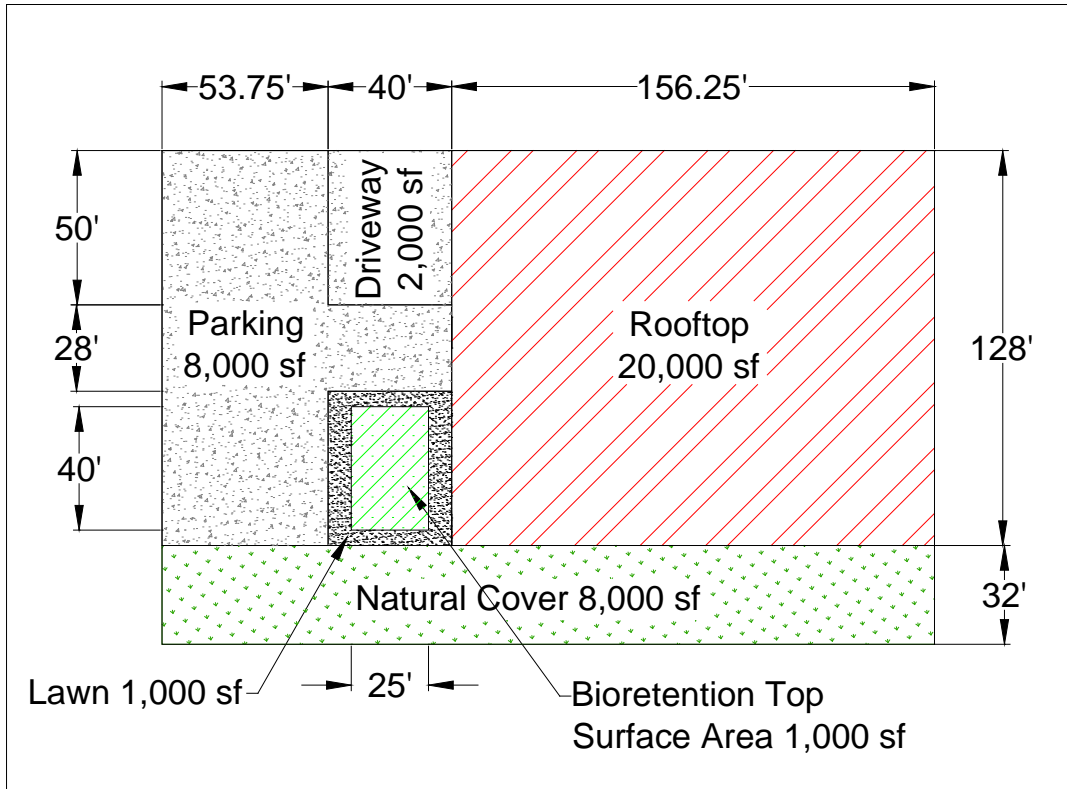 53.75'
40'
156.25'
50'
28'
40'
Driveway
2,000 sf
Parking
8,000 sf
Rooftop
20,000 sf
128'
Natural Cover 8,000 sf
32'
Lawn 1,000 sf
25'
Bioretention Top
Surface Area 1,000 sf